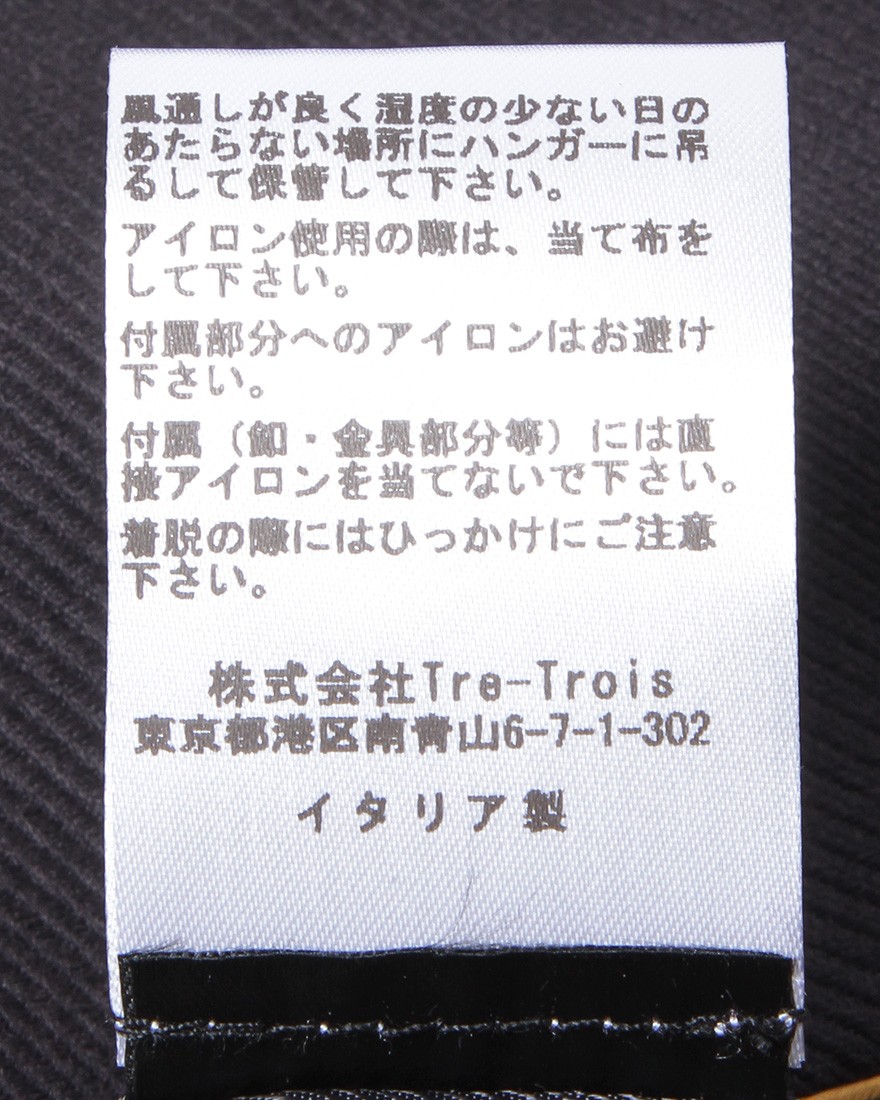 風通しが良く湿度の少ない日の
あたらない場所にハンガーに吊
るして保管して下さい。
アイロン使用の際は、当て布を
して下さい。
付属部分へのアイロンはお避け
下さい。
付属（釦・金具部分等）には直
接アイロンを当てないで下さい。
着脱の際にはひっかけにご注意
下さい。
株式会社Tre-Trois
東京都港区南青山6-7-1-302
イタリア製